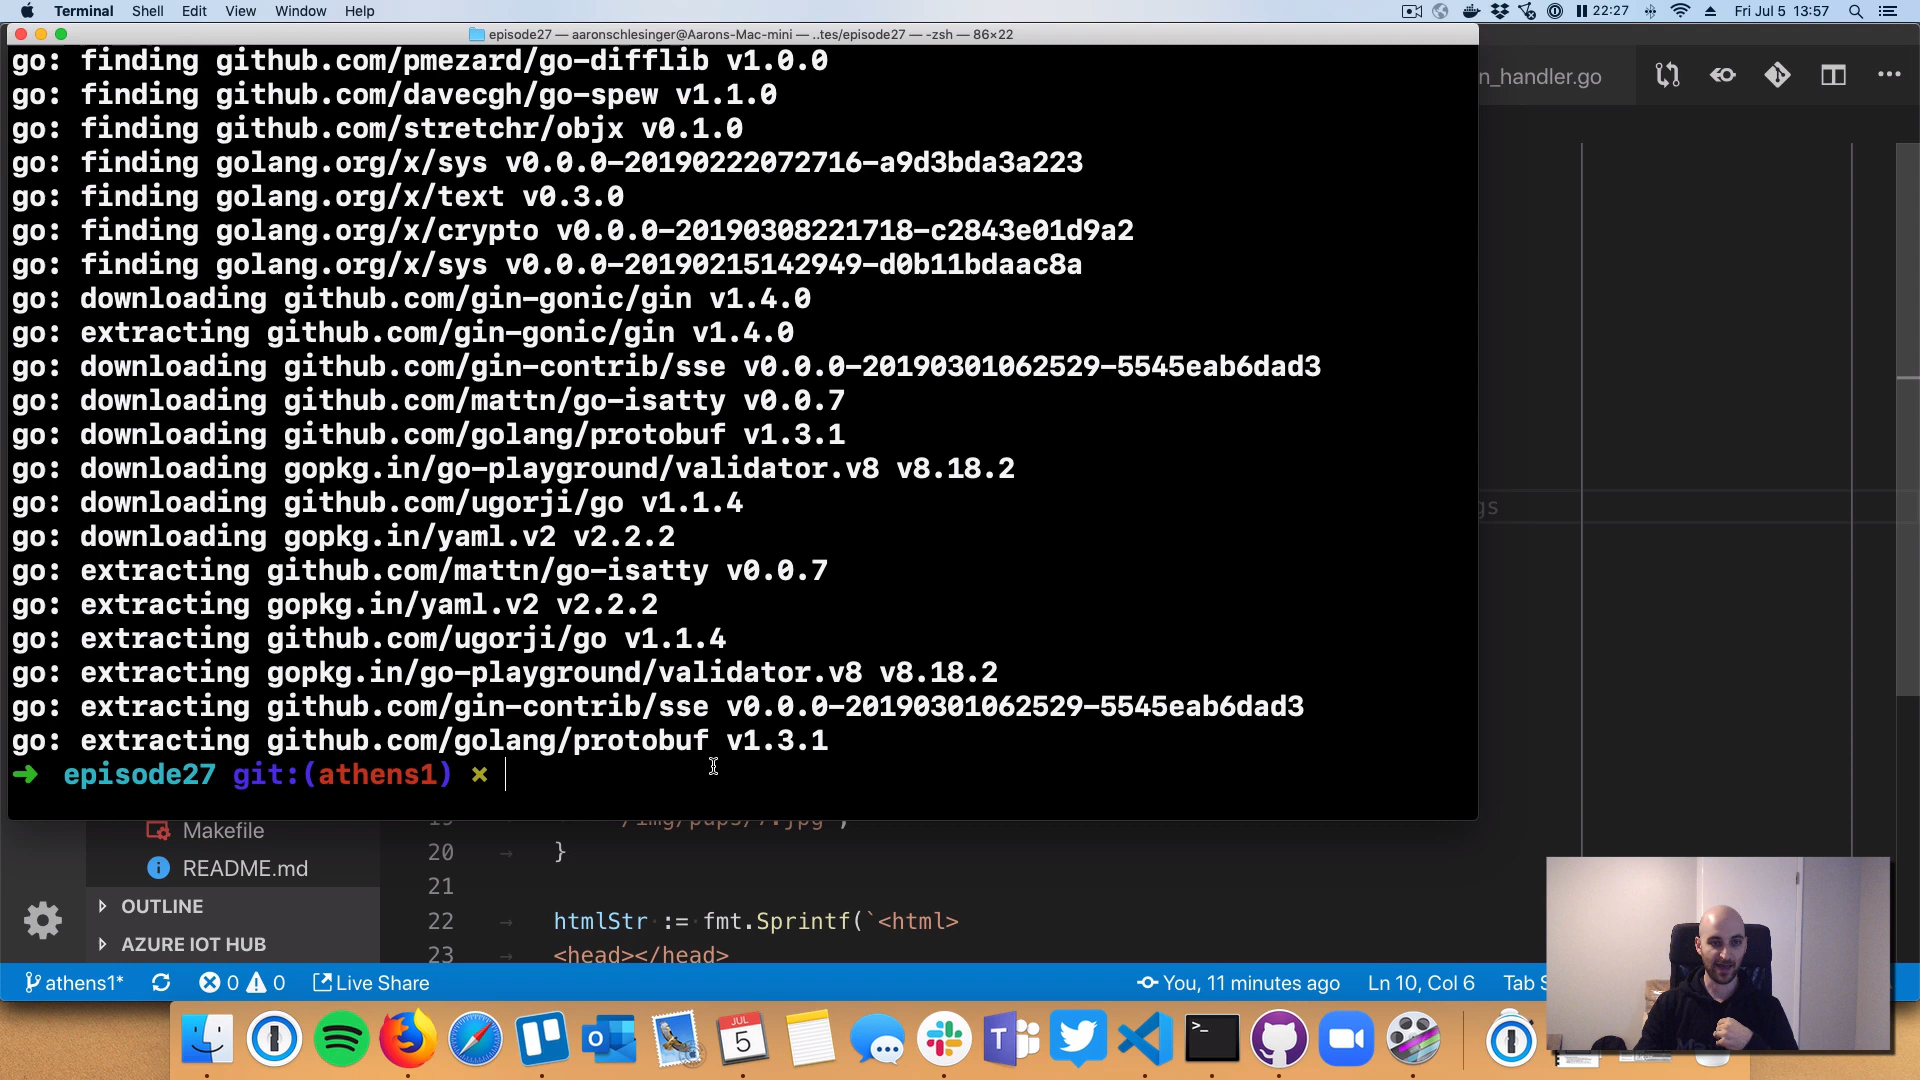 Terminal Shell Edit View Window Help 22:27 Fri Jul 5 13:57
episode27 — aaronschlesinger@Aarons-Mac-mini — ..tes/episode27 — -zsh — 86×22
go: finding github.com/pmezard/go-difflib v1.0.0
n_handler.go
go: finding github.com/davecgh/go-spew v1.1.0
go: finding github.com/stretchr/objx v0.1.0
go: finding golang.org/x/sys v0.0.0-20190222072716-a9d3bda3a223
go: finding golang.org/x/text v0.3.0
go: finding golang.org/x/crypto v0.0.0-20190308221718-c2843e01d9a2
go: finding golang.org/x/sys v0.0.0-20190215142949-d0b11bdaac8a
go: downloading github.com/gin-gonic/gin v1.4.0
go: extracting github.com/gin-gonic/gin v1.4.0
go: downloading github.com/gin-contrib/sse v0.0.0-20190301062529-5545eab6dad3
go: downloading github.com/mattn/go-isatty v0.0.7
go: downloading github.com/golang/protobuf v1.3.1
go: downloading gopkg.in/go-playground/validator.v8 v8.18.2
go: downloading github.com/ugorji/go v1.1.4
go: downloading gopkg.in/yaml.v2 v2.2.2
go: extracting github.com/mattn/go-isatty v0.0.7
go: extracting gopkg.in/yaml.v2 v2.2.2
go: extracting github.com/ugorji/go v1.1.4
go: extracting gopkg.in/go-playground/validator.v8 v8.18.2
go: extracting github.com/gin-contrib/sse v0.0.0-20190301062529-5545eab6dad3
go: extracting github.com/golang/protobuf v1.3.1
➜ episode27 git:(athens1) ✗
Makefile
README.md
OUTLINE
AZURE IOT HUB
20 }
21
22 htmlStr := fmt.Sprintf(`<html>
23 <head></head>
athens1* 0 0 Live Share You, 11 minutes ago Ln 10, Col 6 Tab S
JUL
5